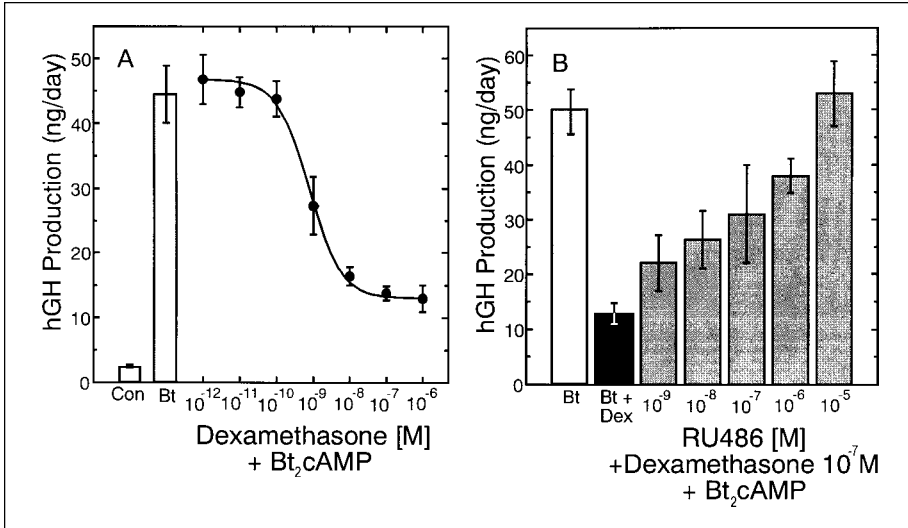 A
hGH Production (ng/day)
50
40
30
20
10
0
Con Bt 10⁻¹² 10⁻¹¹ 10⁻¹⁰ 10⁻⁹ 10⁻⁸ 10⁻⁷ 10⁻⁶
Dexamethasone [M]
+ Bt₂cAMP
B
hGH Production (ng/day)
60
50
40
30
20
10
0
Bt Bt + 10⁻⁹ 10⁻⁸ 10⁻⁷ 10⁻⁶ 10⁻⁵
Dex
RU486 [M]
+Dexamethasone 10⁻⁷M
+ Bt₂cAMP